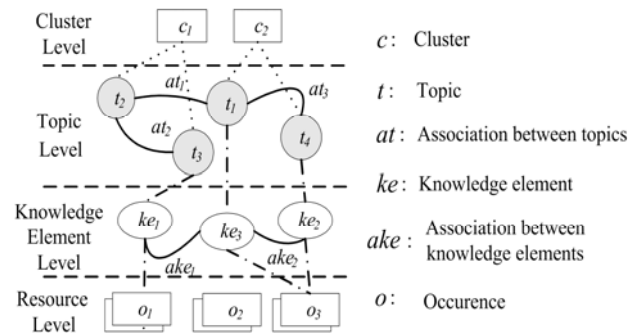 Cluster
Level
c1
c2
c: Cluster
at1
at3
t2
t1
t: Topic
Topic
Level
at2
t3
t4
at: Association between topics
ke: Knowledge element
Knowledge
Element
Level
ke1
ke3
ke2
ake1
ake2
ake: Association between
knowledge elements
Resource
Level
o1
o2
o3
o: Occurence